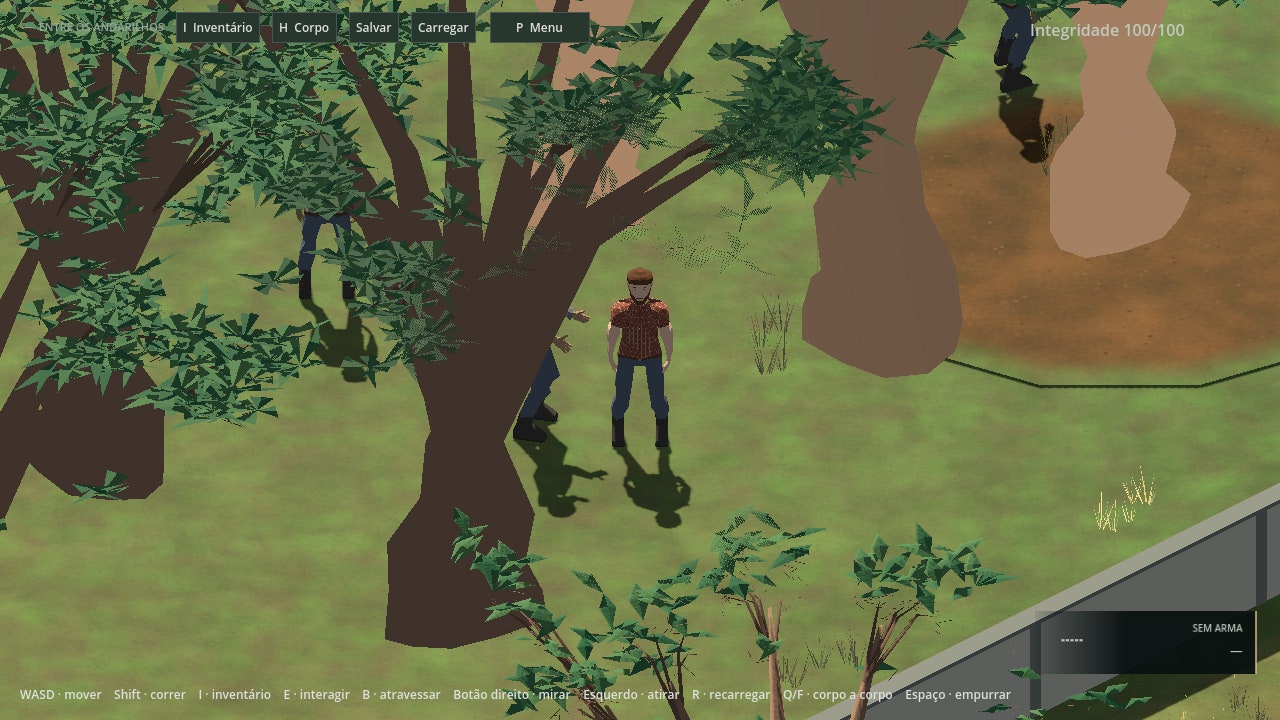 ENTRE OS ANDARILHOS
I Inventário
H Corpo
Salvar
Carregar
P Menu
Integridade 100/100
SEM ARMA
-----
—
WASD · mover Shift · correr I · inventário E · interagir B · atravessar Botão direito · mirar Esquerdo · atirar R · recarregar Q/F · corpo a corpo Espaço · empurrar